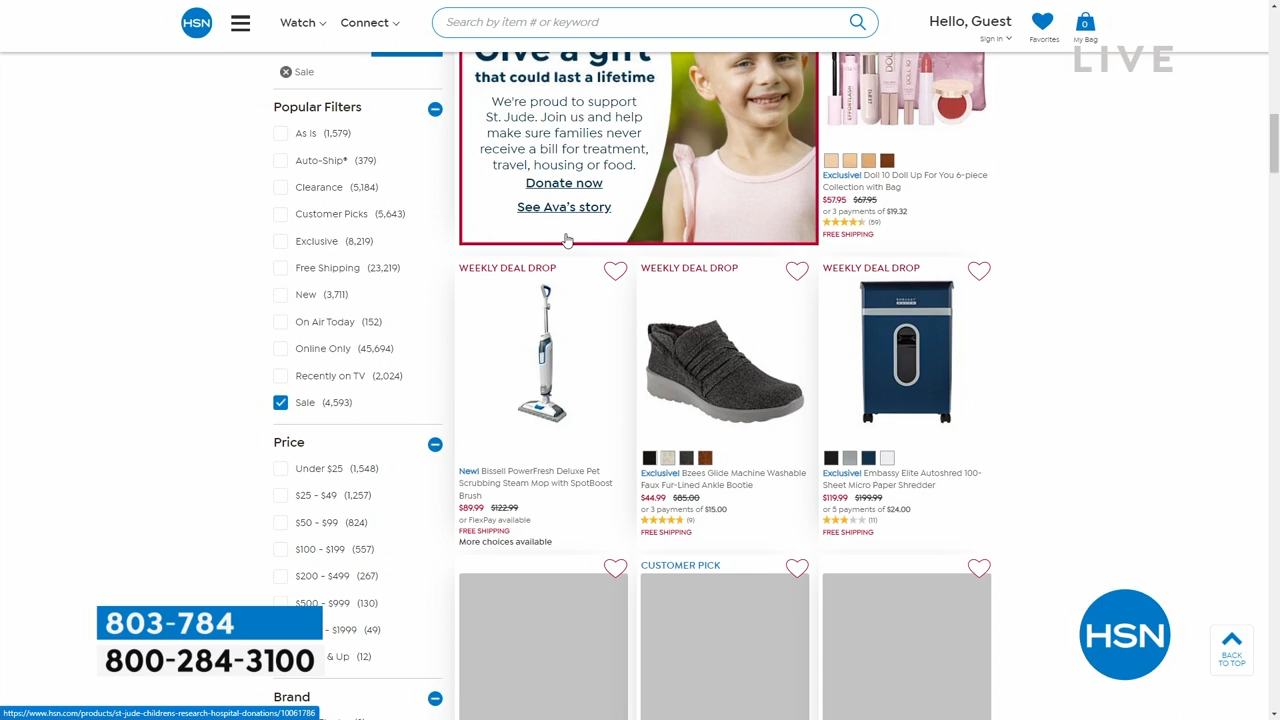 HSN
Watch
Connect
Search by item # or keyword
Hello, Guest
Sign In
Favorites
0
My Bag
LIVE
Sale
Popular Filters
As Is (1,579)
Auto-Ship® (379)
Clearance (5,184)
Customer Picks (5,643)
Exclusive (8,219)
Free Shipping (23,219)
New (3,711)
On Air Today (152)
Online Only (45,694)
Recently on TV (2,024)
Sale (4,593)
Price
Under $25 (1,548)
$25 - $49 (1,257)
$50 - $99 (824)
$100 - $199 (557)
$200 - $499 (267)
$500 - $999 (130)
- $1999 (49)
& Up (12)
Brand
Give a gift
that could last a lifetime
We're proud to support
St. Jude. Join us and help
make sure families never
receive a bill for treatment,
travel, housing or food.
Donate now
See Ava's story
Exclusive! Doll 10 Doll Up For You 6-piece
Collection with Bag
$57.95 $67.95
or 3 payments of $19.32
(59)
FREE SHIPPING
WEEKLY DEAL DROP
New! Bissell PowerFresh Deluxe Pet
Scrubbing Steam Mop with SpotBoost
Brush
$89.99 $122.99
or FlexPay available
FREE SHIPPING
More choices available
WEEKLY DEAL DROP
Exclusive! Bzees Glide Machine Washable
Faux Fur-Lined Ankle Bootie
$44.99 $85.00
or 3 payments of $15.00
(9)
FREE SHIPPING
WEEKLY DEAL DROP
Exclusive! Embassy Elite Autoshred 100-
Sheet Micro Paper Shredder
$119.99 $199.99
or 5 payments of $24.00
(11)
FREE SHIPPING
CUSTOMER PICK
803-784
800-284-3100
HSN
BACK
TO TOP
https://www.hsn.com/products/st-jude-childrens-research-hospital-donations/10061786